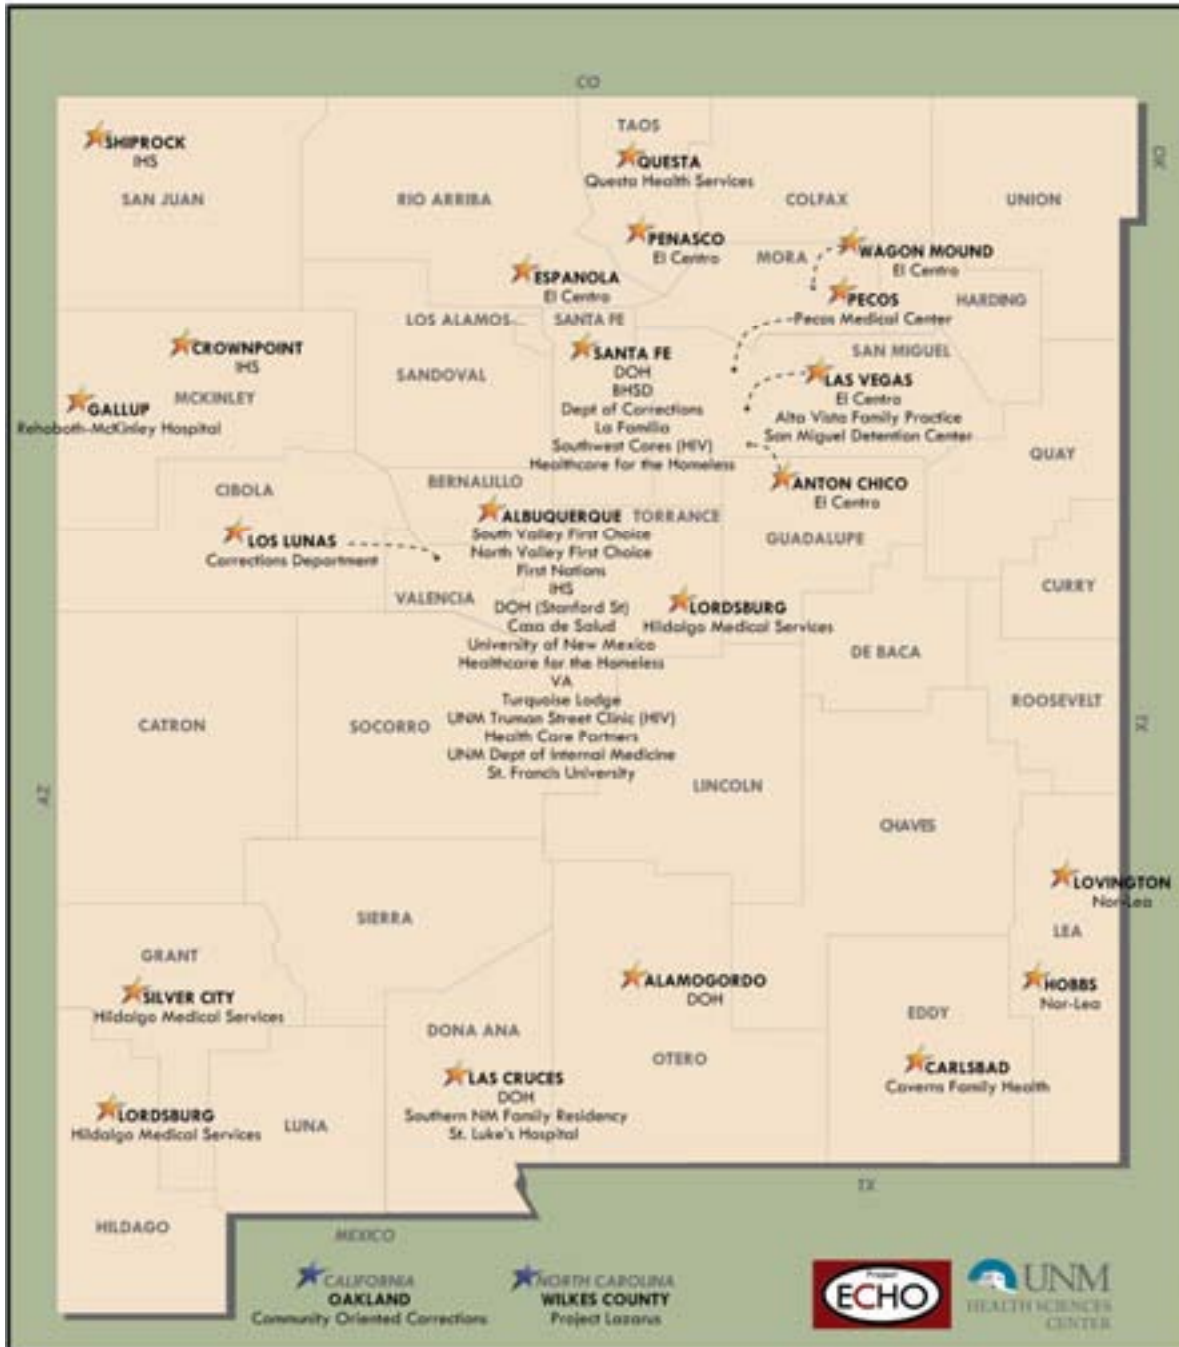 CO
SHIPROCK
IHS
SAN JUAN
RIO ARRIBA
TAOS
QUESTA
Questa Health Services
COLFAX
UNION
OK
PENASCO
El Centro
MORA
WAGON MOUND
El Centro
ESPANOLA
El Centro
PECOS
Pecos Medical Center
HARDING
LOS ALAMOS
SANTA FE
CROWNPOINT
IHS
SANDOVAL
SANTA FE
DOH
BHSD
Dept of Corrections
La Familia
Southwest Cares (HIV)
Healthcare for the Homeless
SAN MIGUEL
LAS VEGAS
El Centro
Alta Vista Family Practice
San Miguel Detention Center
GALLUP
MCKINLEY
Rehoboth-McKinley Hospital
QUAY
CIBOLA
BERNALILLO
ANTON CHICO
El Centro
LOS LUNAS
Corrections Department
ALBUQUERQUE
South Valley First Choice
North Valley First Choice
First Nations
IHS
DOH (Stanford St)
Casa de Salud
University of New Mexico
Healthcare for the Homeless
VA
Turquoise Lodge
UNM Truman Street Clinic (HIV)
Health Care Partners
UNM Dept of Internal Medicine
St. Francis University
TORRANCE
GUADALUPE
VALENCIA
LORDSBURG
Hildalgo Medical Services
CURRY
DE BACA
ROOSEVELT
TX
CATRON
SOCORRO
AZ
LINCOLN
CHAVES
LOVINGTON
Nor-Lea
LEA
SIERRA
GRANT
SILVER CITY
Hildalgo Medical Services
ALAMOGORDO
DOH
HOBBS
Nor-Lea
EDDY
DONA ANA
OTERO
CARLSBAD
Caverns Family Health
LAS CRUCES
DOH
Southern NM Family Residency
St. Luke's Hospital
LORDSBURG
Hildalgo Medical Services
LUNA
TX
HILDAGO
MEXICO
CALIFORNIA
OAKLAND
Community Oriented Corrections
NORTH CAROLINA
WILKES COUNTY
Project Lazarus
Project
ECHO
UNM
HEALTH SCIENCES
CENTER